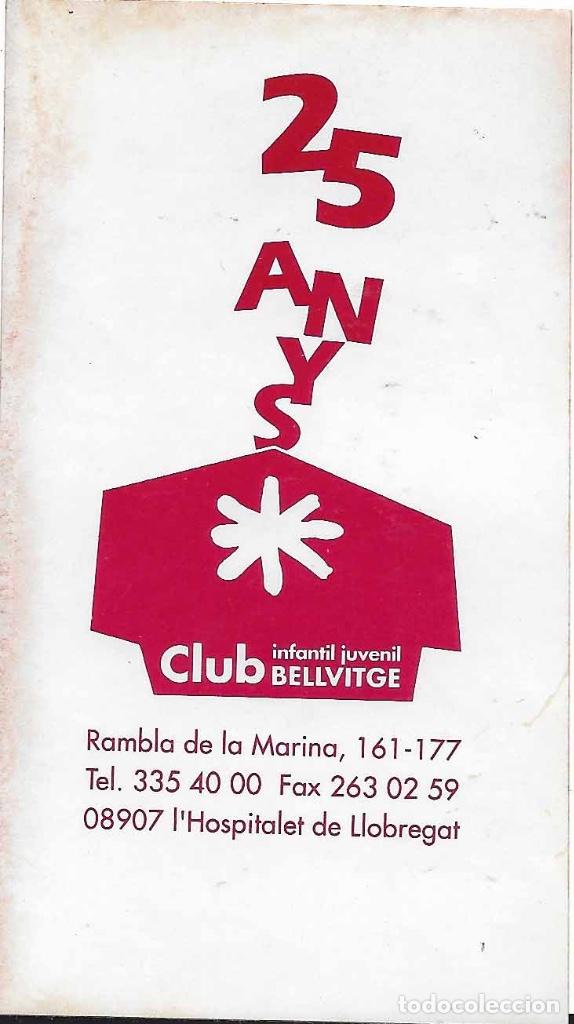 25
ANYS
Club infantil juvenil
BELLVITGE
Rambla de la Marina, 161-177
Tel. 335 40 00 Fax 263 02 59
08907 l'Hospitalet de Llobregat
todocoleccion